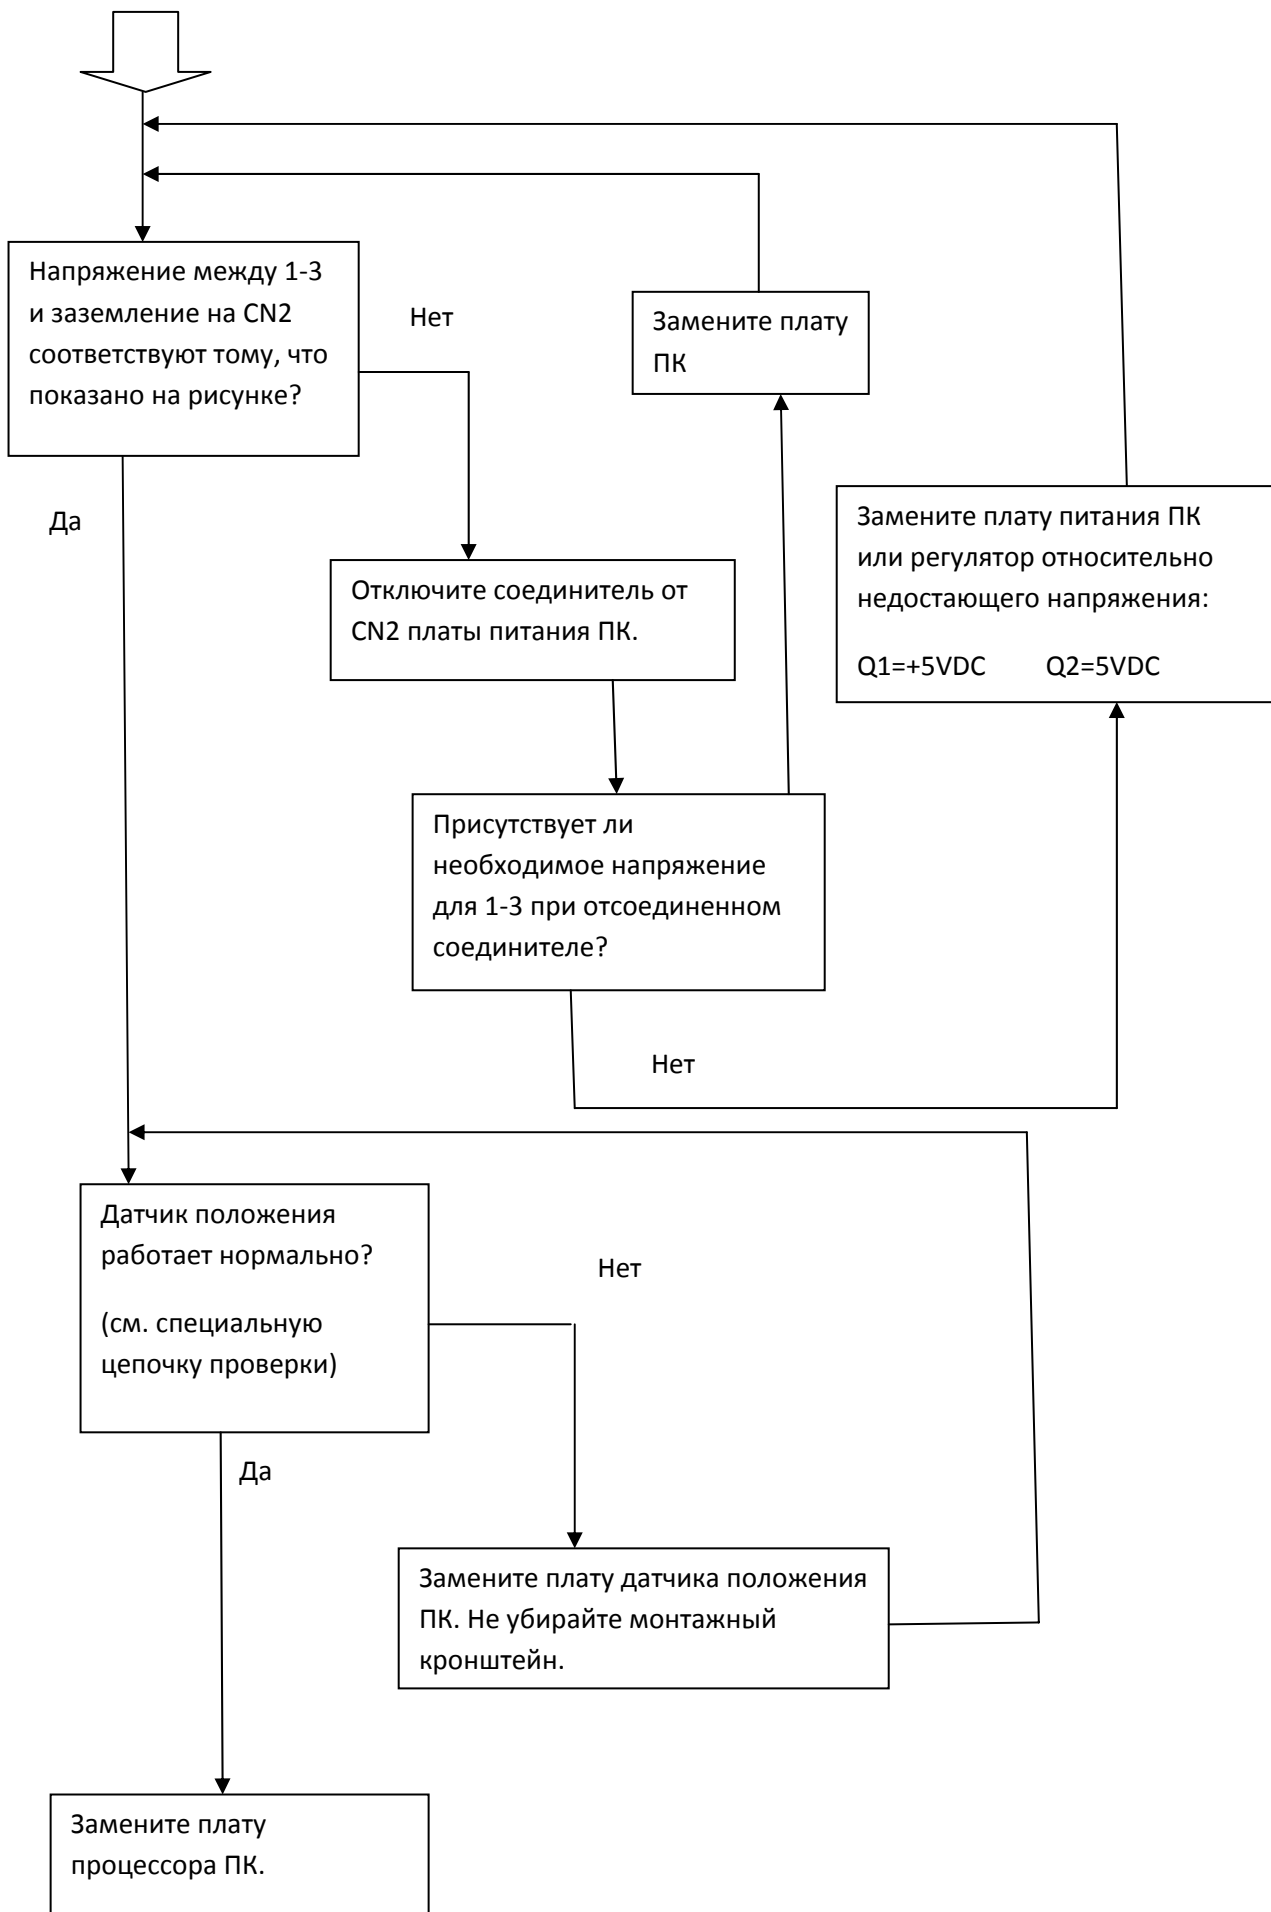 Напряжение между 1-3
и заземление на CN2
соответствуют тому, что
показано на рисунке?
Нет
Замените плату
ПК
Да
Замените плату питания ПК
или регулятор относительно
недостающего напряжения:
Q1=+5VDC Q2=5VDC
Отключите соединитель от
CN2 платы питания ПК.
Присутствует ли
необходимое напряжение
для 1-3 при отсоединенном
соединителе?
Нет
Датчик положения
работает нормально?
(см. специальную
цепочку проверки)
Нет
Да
Замените плату датчика положения
ПК. Не убирайте монтажный
кронштейн.
Замените плату
процессора ПК.